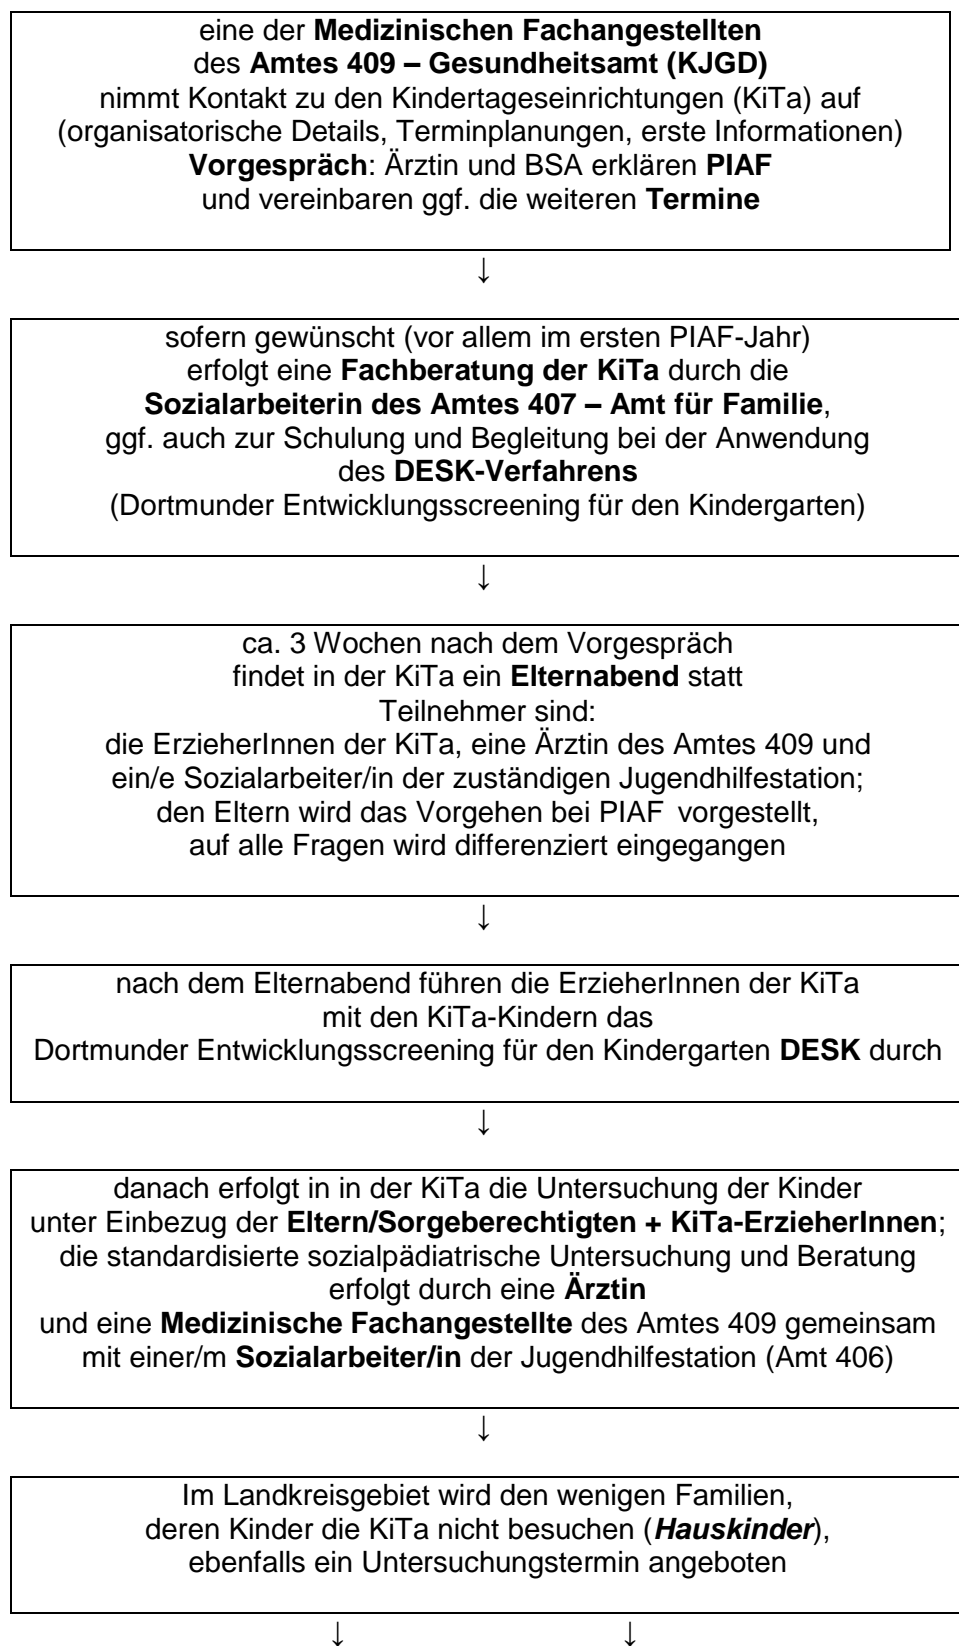 eine der Medizinischen Fachangestellten
des Amtes 409 – Gesundheitsamt (KJGD)
nimmt Kontakt zu den Kindertageseinrichtungen (KiTa) auf
(organisatorische Details, Terminplanungen, erste Informationen)
Vorgespräch: Ärztin und BSA erklären PIAF
und vereinbaren ggf. die weiteren Termine
↓
sofern gewünscht (vor allem im ersten PIAF-Jahr)
erfolgt eine Fachberatung der KiTa durch die
Sozialarbeiterin des Amtes 407 – Amt für Familie,
ggf. auch zur Schulung und Begleitung bei der Anwendung
des DESK-Verfahrens
(Dortmunder Entwicklungsscreening für den Kindergarten)
↓
ca. 3 Wochen nach dem Vorgespräch
findet in der KiTa ein Elternabend statt
Teilnehmer sind:
die ErzieherInnen der KiTa, eine Ärztin des Amtes 409 und
ein/e Sozialarbeiter/in der zuständigen Jugendhilfestation;
den Eltern wird das Vorgehen bei PIAF vorgestellt,
auf alle Fragen wird differenziert eingegangen
↓
nach dem Elternabend führen die ErzieherInnen der KiTa
mit den KiTa-Kindern das
Dortmunder Entwicklungsscreening für den Kindergarten DESK durch
↓
danach erfolgt in in der KiTa die Untersuchung der Kinder
unter Einbezug der Eltern/Sorgeberechtigten + KiTa-ErzieherInnen;
die standardisierte sozialpädiatrische Untersuchung und Beratung
erfolgt durch eine Ärztin
und eine Medizinische Fachangestellte des Amtes 409 gemeinsam
mit einer/m Sozialarbeiter/in der Jugendhilfestation (Amt 406)
↓
Im Landkreisgebiet wird den wenigen Familien,
deren Kinder die KiTa nicht besuchen (Hauskinder),
ebenfalls ein Untersuchungstermin angeboten
↓ ↓